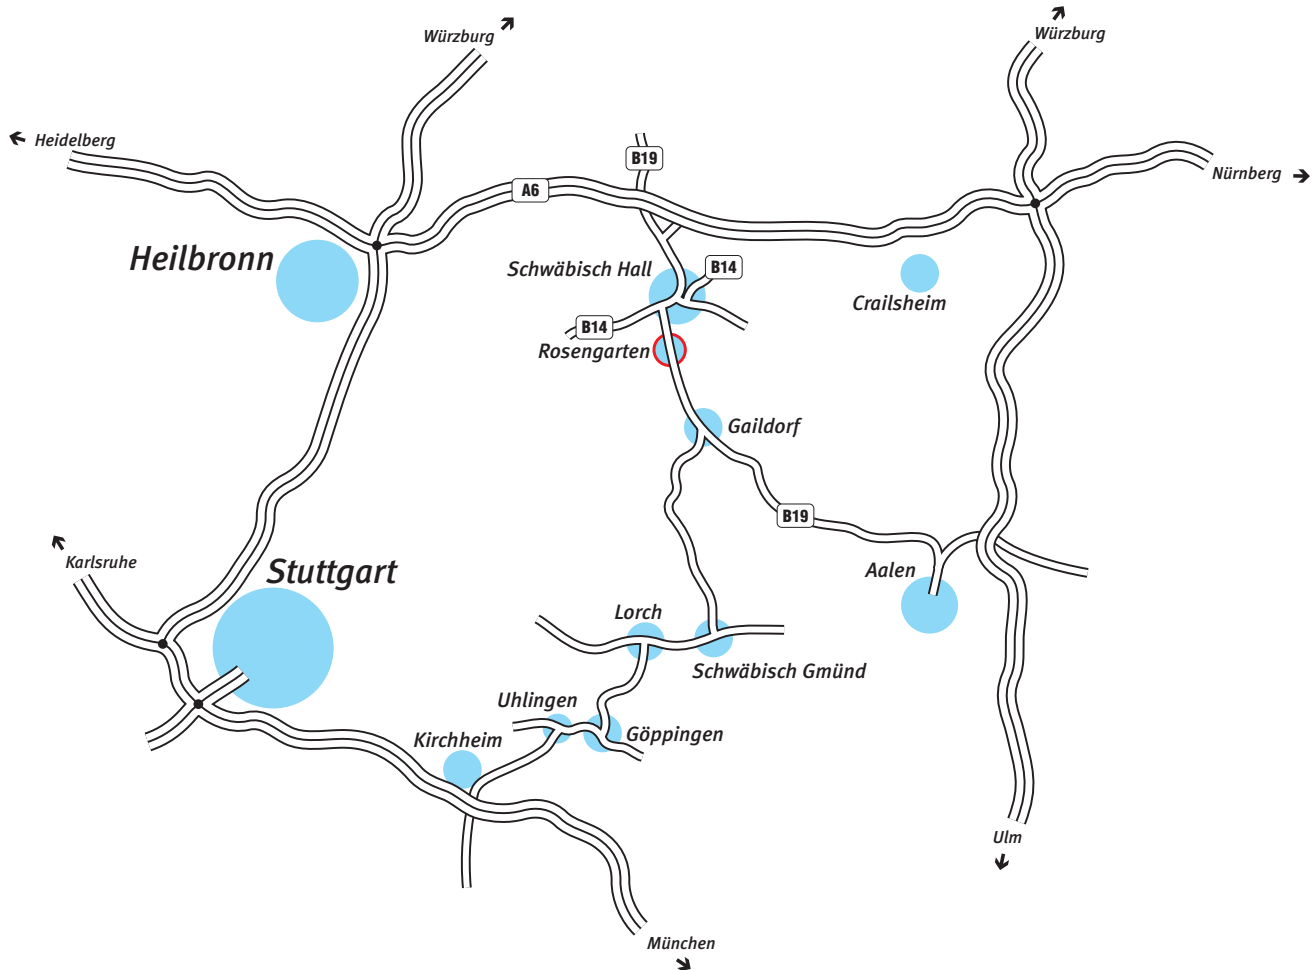 Würzburg
Würzburg
Heidelberg
B19
Nürnberg
A6
Heilbronn
Schwäbisch Hall
B14
Crailsheim
B14
Rosengarten
Gaildorf
B19
Karlsruhe
Stuttgart
Aalen
Lorch
Schwäbisch Gmünd
Uhlingen
Göppingen
Kirchheim
Ulm
München